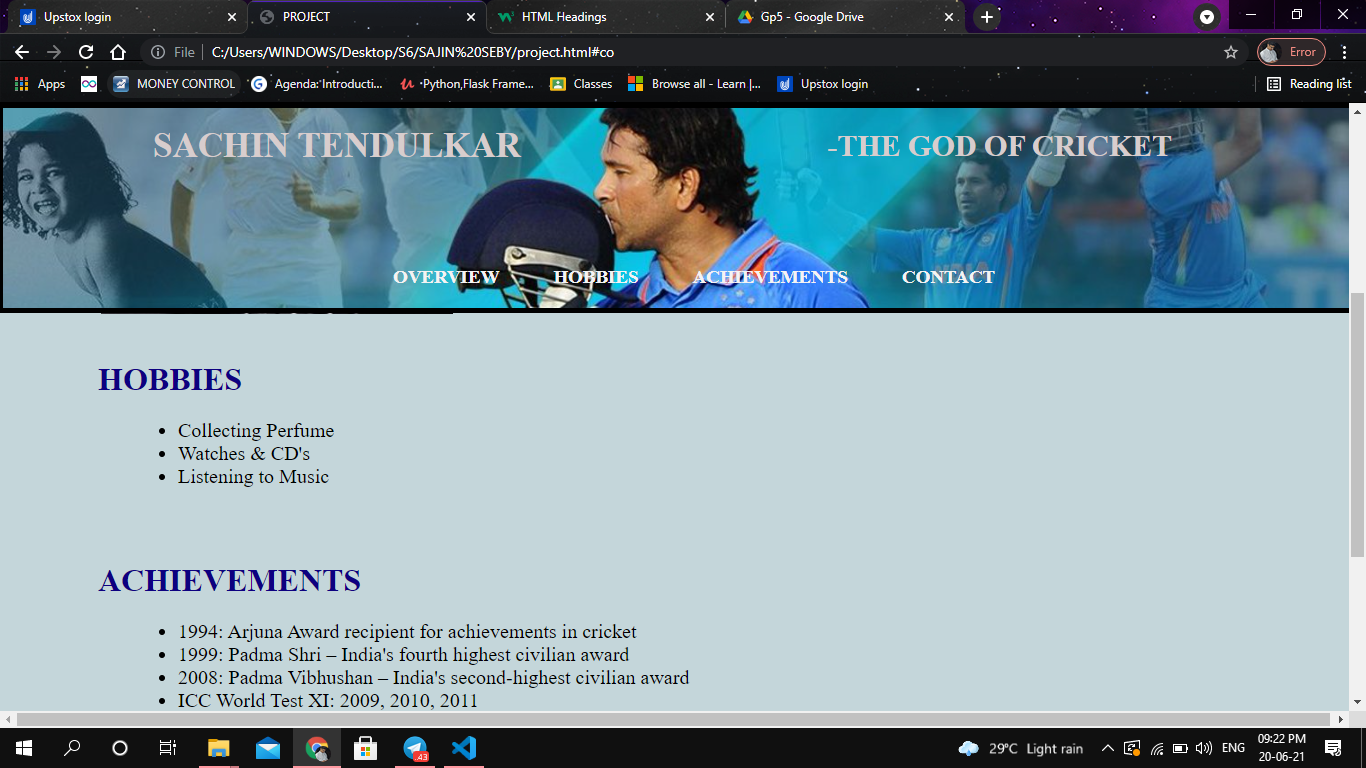 Upstox login
PROJECT
HTML Headings
Gp5 - Google Drive
File
C:/Users/WINDOWS/Desktop/S6/SAJIN%20SEBY/project.html#co
Error
Apps
MONEY CONTROL
Agenda: Introducti...
Python,Flask Frame...
Classes
Browse all - Learn |...
Upstox login
Reading list
SACHIN TENDULKAR
-THE GOD OF CRICKET
INDIA
OVERVIEW HOBBIES ACHIEVEMENTS CONTACT
HOBBIES
• Collecting Perfume
• Watches & CD's
• Listening to Music
ACHIEVEMENTS
• 1994: Arjuna Award recipient for achievements in cricket
• 1999: Padma Shri – India's fourth highest civilian award
• 2008: Padma Vibhushan – India's second-highest civilian award
• ICC World Test XI: 2009, 2010, 2011
43
29°C Light rain
ENG
09:22 PM
20-06-21